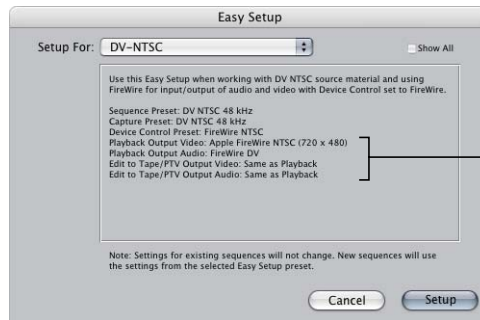 Easy Setup
Setup For: DV-NTSC
Show All
Use this Easy Setup when working with DV NTSC source material and using
FireWire for input/output of audio and video with Device Control set to FireWire.
Sequence Preset: DV NTSC 48 kHz
Capture Preset: DV NTSC 48 kHz
Device Control Preset: FireWire NTSC
Playback Output Video: Apple FireWire NTSC (720 x 480)
Playback Output Audio: FireWire DV
Edit to Tape/PTV Output Video: Same as Playback
Edit to Tape/PTV Output Audio: Same as Playback
Note: Settings for existing sequences will not change. New sequences will use
the settings from the selected Easy Setup preset.
Cancel
Setup